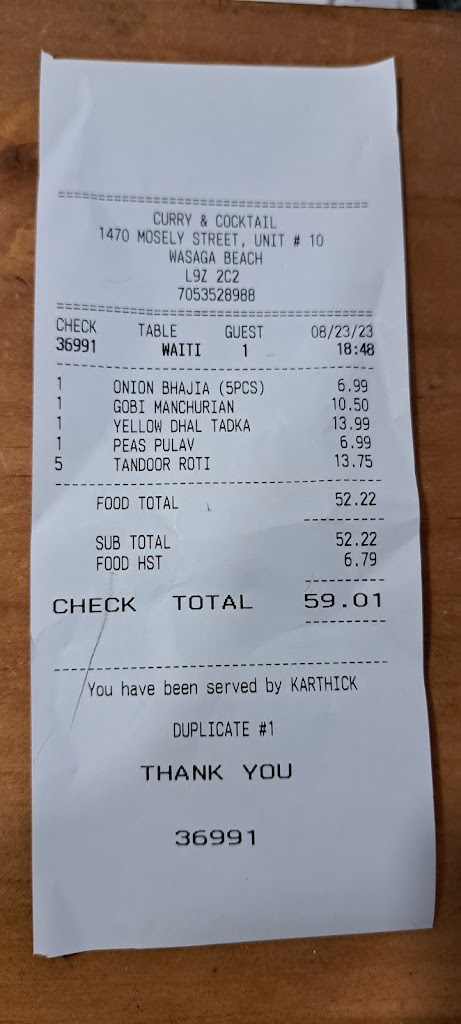 CURRY & COCKTAIL
1470 MOSELY STREET, UNIT # 10
WASAGA BEACH
L9Z 2C2
7053528988
CHECK TABLE GUEST 08/23/23
36991 WAITI 1 18:48
1 ONION BHAJIA (5PCS) 6.99
1 GOBI MANCHURIAN 10.50
1 YELLOW DHAL TADKA 13.99
1 PEAS PULAV 6.99
5 TANDOOR ROTI 13.75
FOOD TOTAL 52.22
SUB TOTAL 52.22
FOOD HST 6.79
CHECK TOTAL 59.01
You have been served by KARTHICK
DUPLICATE #1
THANK YOU
36991